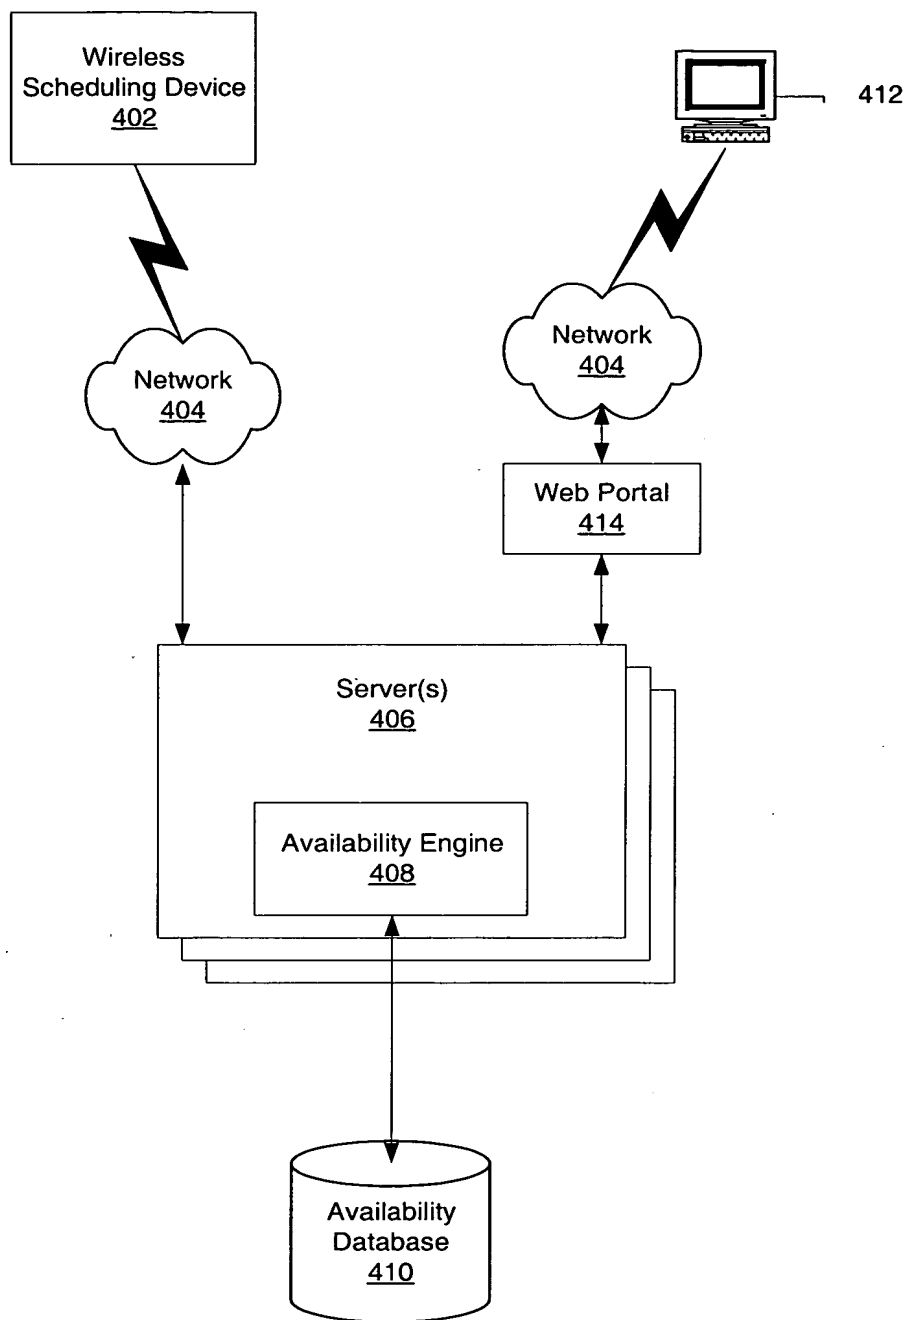 Wireless
Scheduling Device
402
412
Network
404
Network
404
Web Portal
414
Server(s)
406
Availability Engine
408
Availability
Database
410